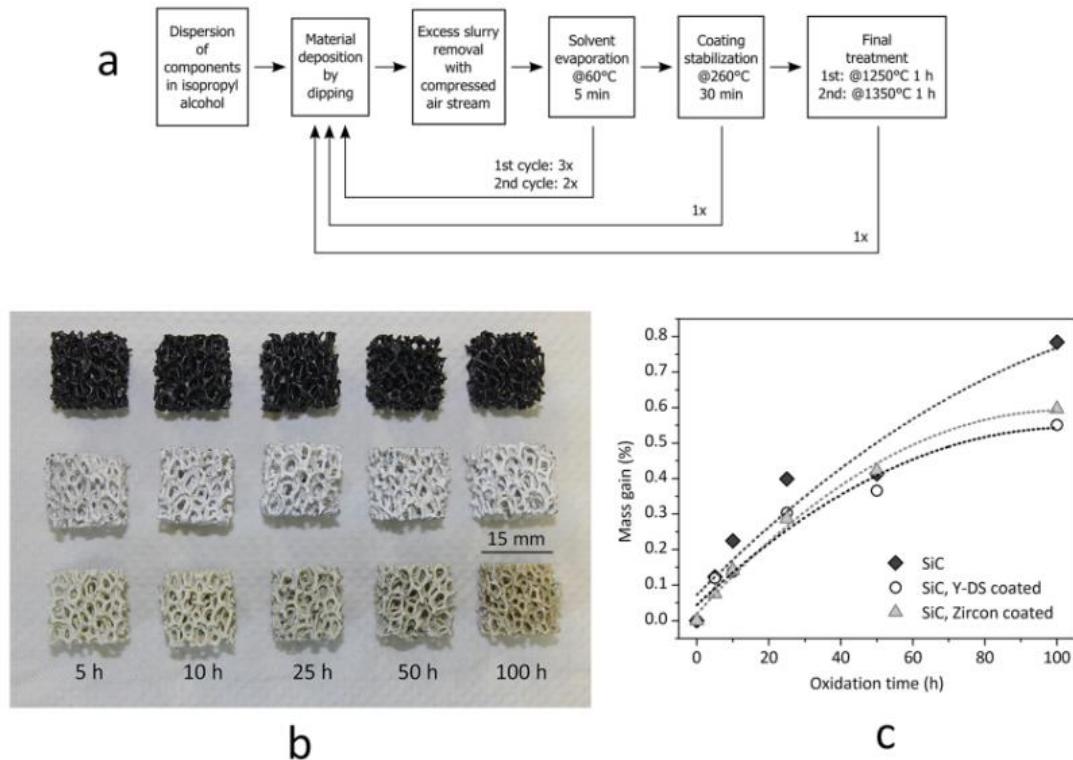 a
Dispersion
of
components
in isopropyl
alcohol
Material
deposition
by
dipping
Excess slurry
removal
with
compressed
air stream
Solvent
evaporation
@60°C
5 min
Coating
stabilization
@260°C
30 min
Final
treatment
1st: @1250°C 1 h
2nd: @1350°C 1 h
1st cycle: 3x
2nd cycle: 2x
1x
1x
15 mm
5 h
10 h
25 h
50 h
100 h
b
Mass gain (%)
0.8
0.7
0.6
0.5
0.4
0.3
0.2
0.1
0.0
SiC
SiC, Y-DS coated
SiC, Zircon coated
0
20
40
60
80
100
Oxidation time (h)
c